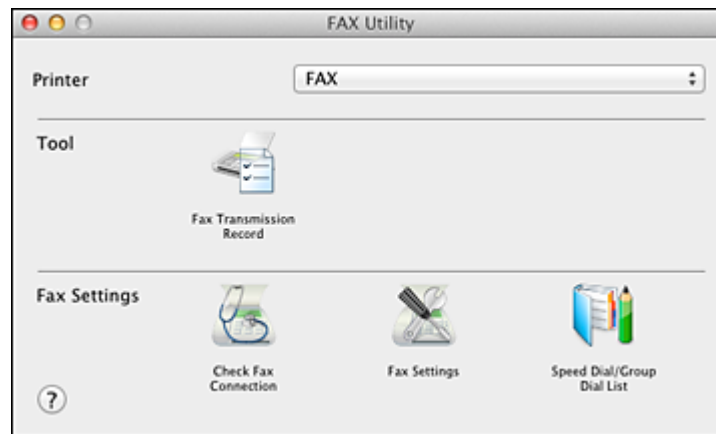 FAX Utility
Printer
FAX
Tool
Fax Transmission
Record
Fax Settings
Check Fax
Connection
Fax Settings
Speed Dial/Group
Dial List
?